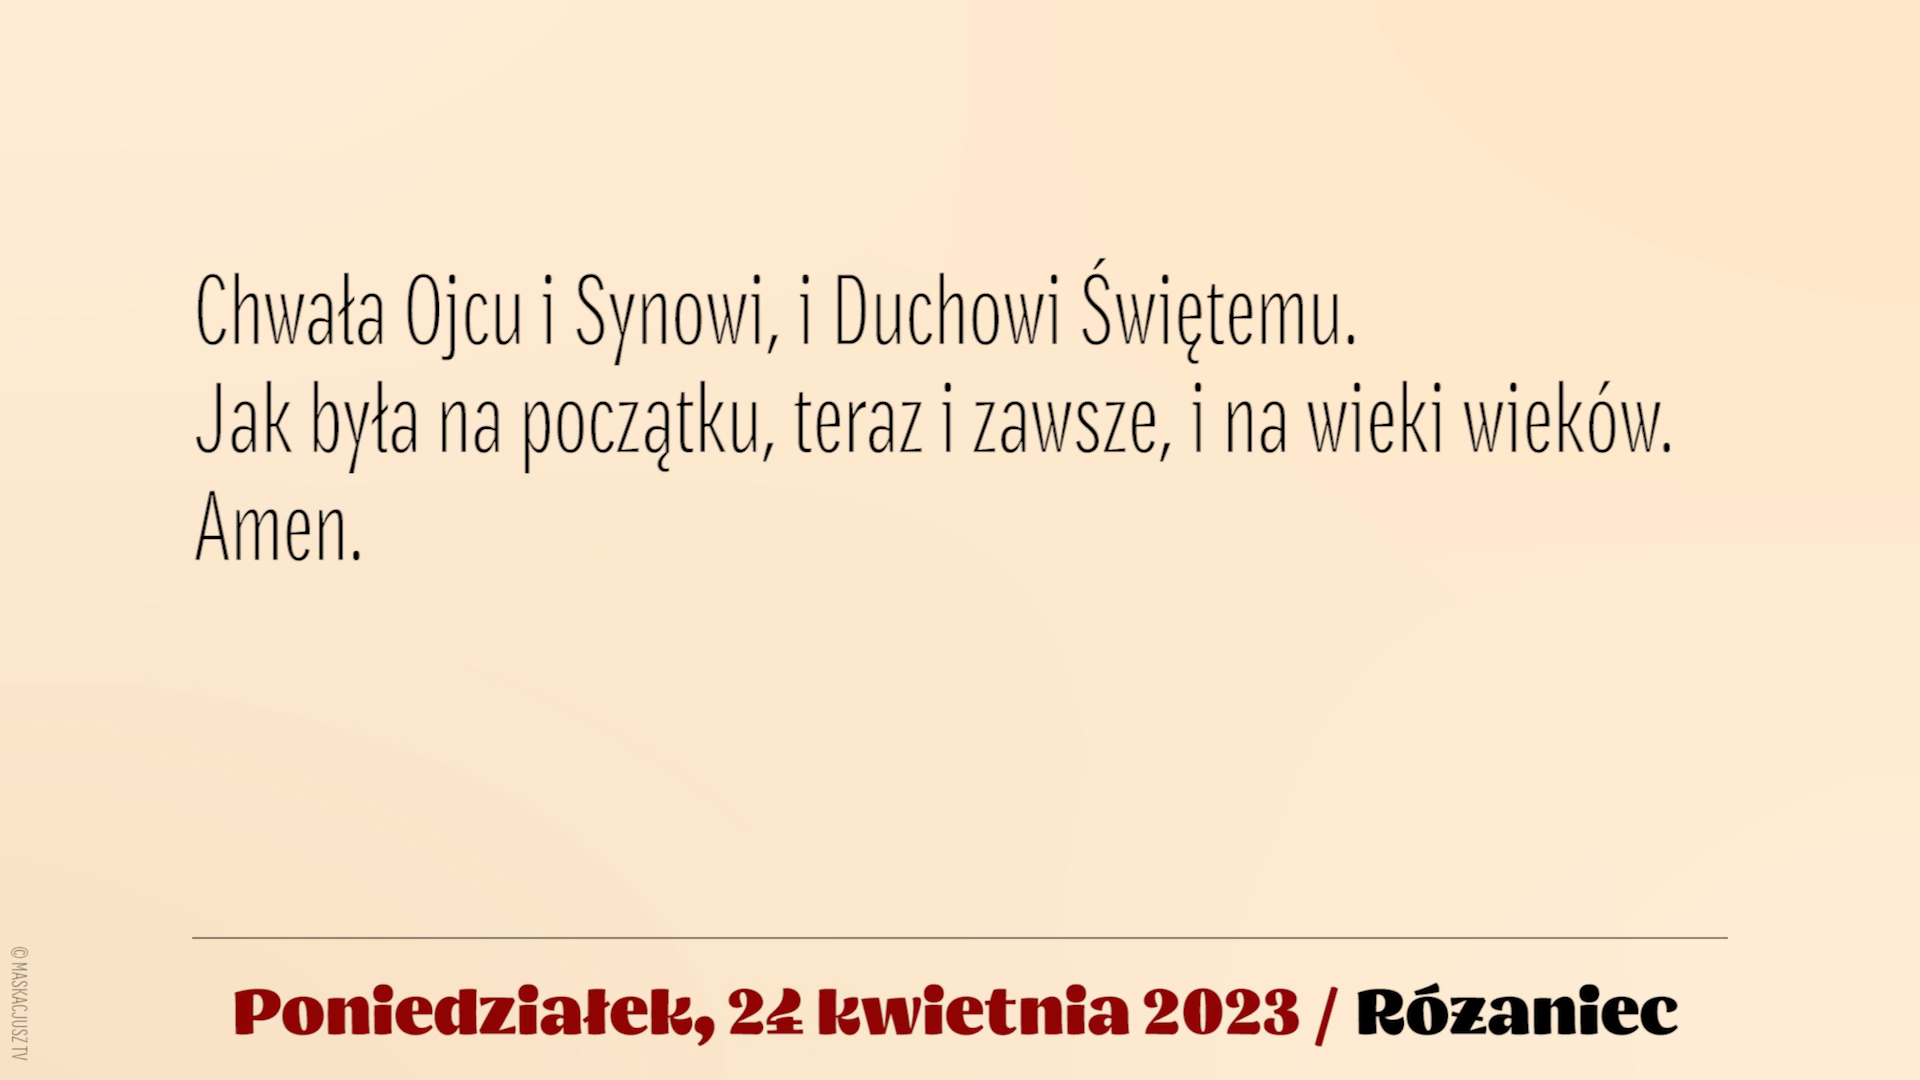 Chwała Ojcu i Synowi, i Duchowi Świętemu.
Jak była na początku, teraz i zawsze, i na wieki wieków.
Amen.
Poniedziałek, 24 kwietnia 2023 / Rózaniec
© MASKACJUSZ TV